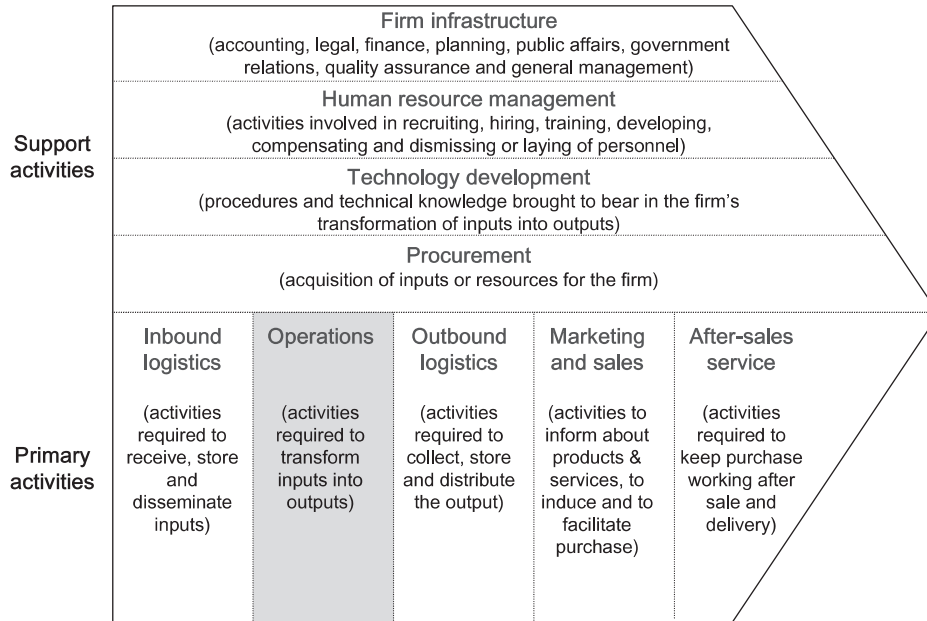 Firm infrastructure
(accounting, legal, finance, planning, public affairs, government
relations, quality assurance and general management)
Human resource management
(activities involved in recruiting, hiring, training, developing,
compensating and dismissing or laying of personnel)
Support
activities
Technology development
(procedures and technical knowledge brought to bear in the firm's
transformation of inputs into outputs)
Procurement
(acquisition of inputs or resources for the firm)
Inbound
logistics
(activities
required to
receive, store
and
disseminate
inputs)
Operations
(activities
required to
transform
inputs into
outputs)
Outbound
logistics
(activities
required to
collect, store
and distribute
the output)
Marketing
and sales
(activities to
inform about
products &
services, to
induce and to
facilitate
purchase)
After-sales
service
(activities
required to
keep purchase
working after
sale and
delivery)
Primary
activities